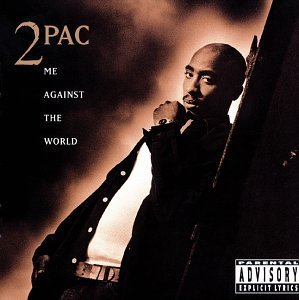 2PAC
ME
AGAINST
THE
WORLD
PARENTAL
ADVISORY
EXPLICIT LYRICS